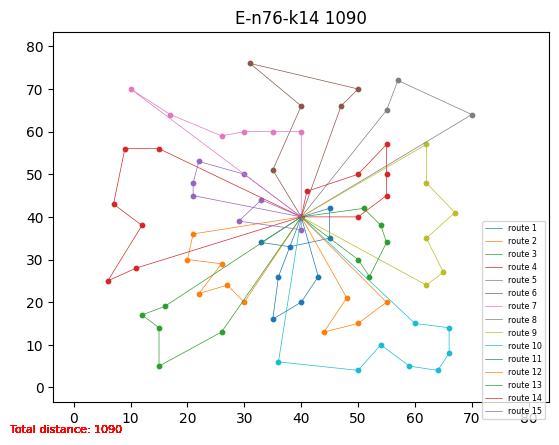 E-n76-k14 1090
80
70
60
50
40
30
20
10
0
0 10 20 30 40 50 60 70 80
route 1
route 2
route 3
route 4
route 5
route 6
route 7
route 8
route 9
route 10
route 11
route 12
route 13
route 14
route 15
Total distance: 1090